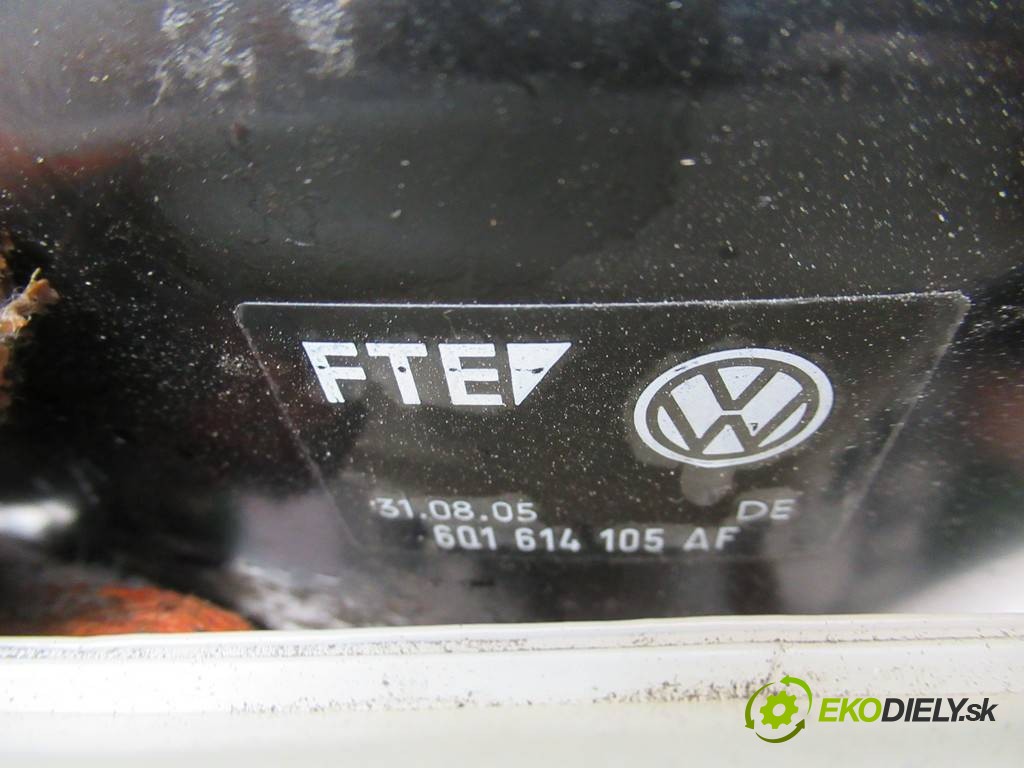 FTE
31.08.05 DE
6Q1 614 105 AF
EKODIELY.sk